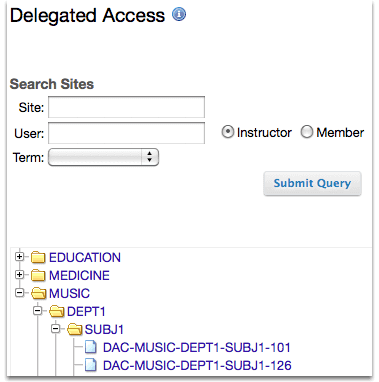 Delegated Access
Search Sites
Site:
User: Instructor Member
Term:
Submit Query
EDUCATION
MEDICINE
MUSIC
DEPT1
SUBJ1
DAC-MUSIC-DEPT1-SUBJ1-101
DAC-MUSIC-DEPT1-SUBJ1-126